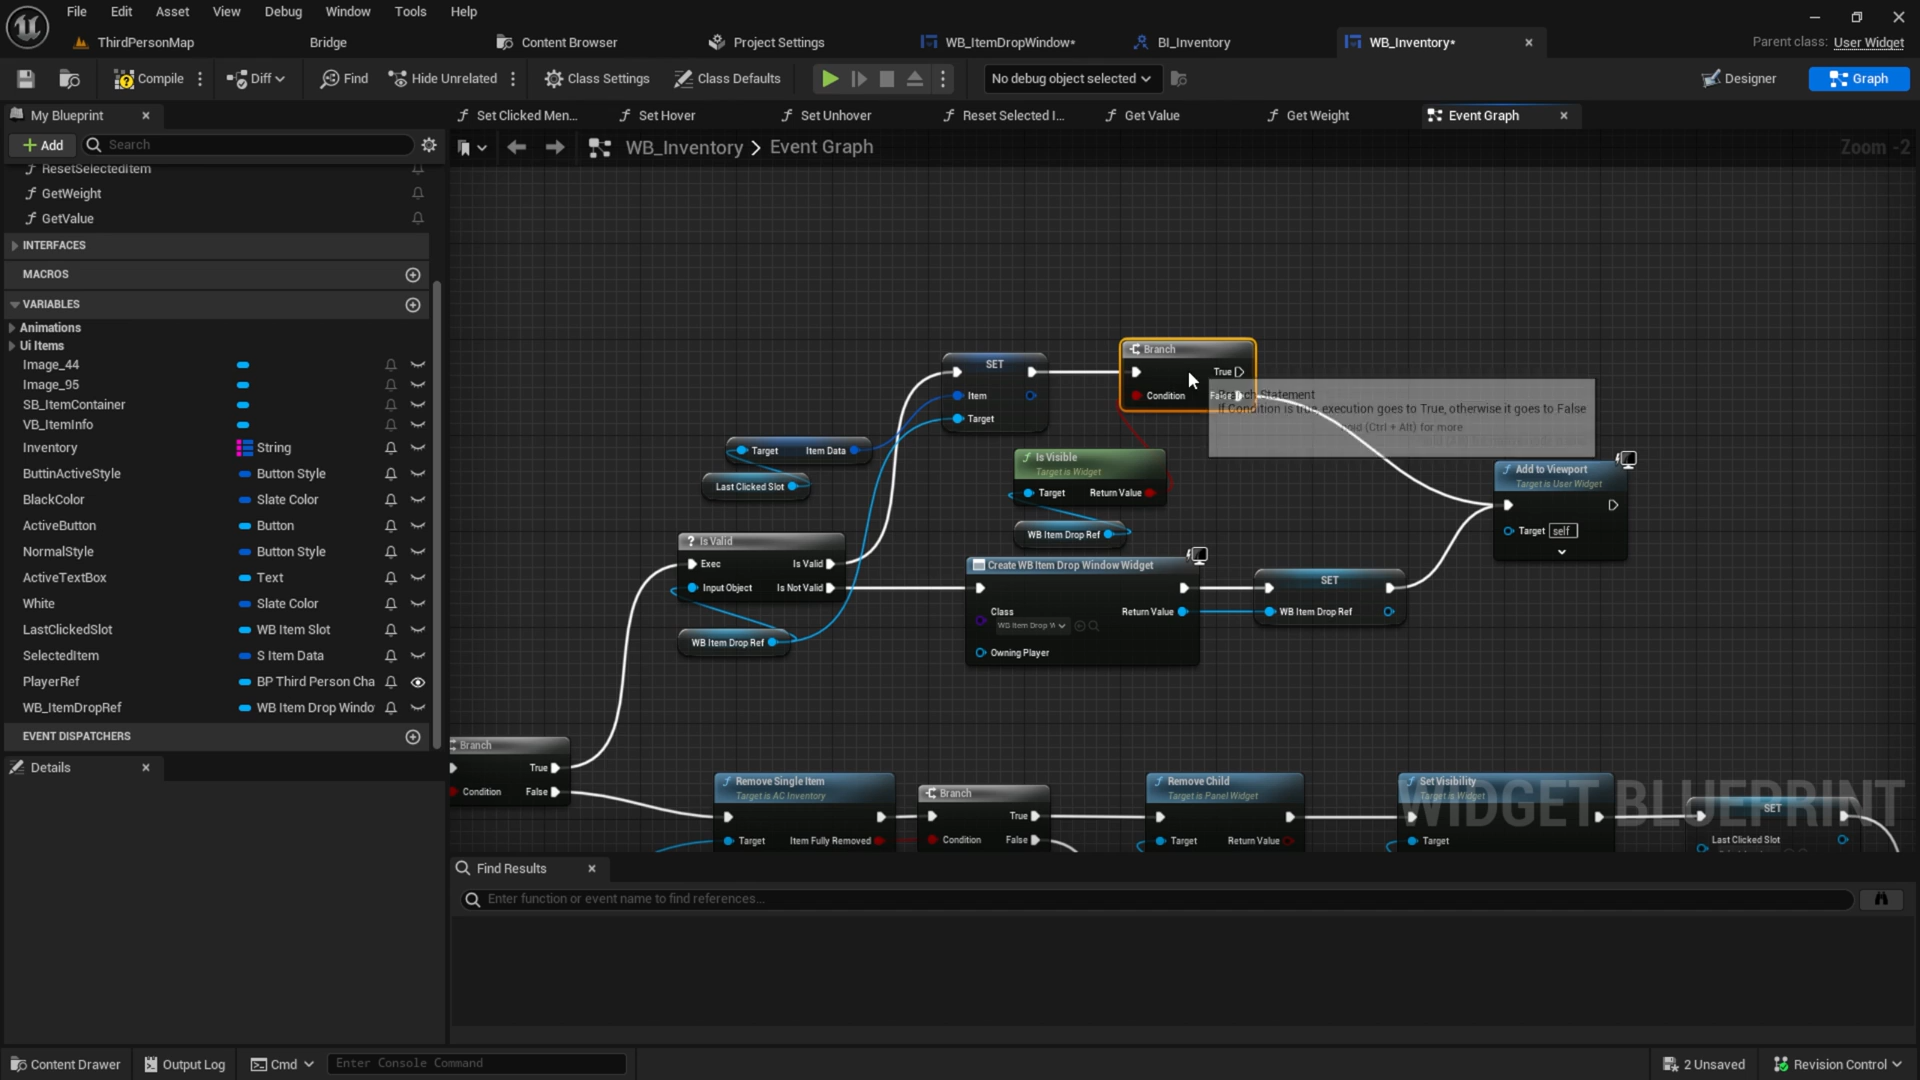 File Edit Asset View Debug Window Tools Help
ThirdPersonMap Bridge Content Browser Project Settings WB_ItemDropWindow* BI_Inventory WB_Inventory*
Parent class: User Widget
Compile Diff Find Hide Unrelated Class Settings Class Defaults No debug object selected Designer Graph
My Blueprint
Add Search
ResetSelectedItem
GetWeight
GetValue
INTERFACES
MACROS
VARIABLES
Animations
Ui Items
Image_44
Image_95
SB_ItemContainer
VB_ItemInfo
Inventory String
ButtinActiveStyle Button Style
BlackColor Slate Color
ActiveButton Button
NormalStyle Button Style
ActiveTextBox Text
White Slate Color
LastClickedSlot WB Item Slot
SelectedItem S Item Data
PlayerRef BP Third Person Cha
WB_ItemDropRef WB Item Drop Windo
EVENT DISPATCHERS
Details
Set Clicked Men... Set Hover Set Unhover Reset Selected I... Get Value Get Weight Event Graph
WB_Inventory > Event Graph
Zoom -2
SET
Item
Target
Branch
True
Condition False
Statement
If Condition is true, execution goes to True, otherwise it goes to False
(Ctrl + Alt) for more
Target Item Data
Last Clicked Slot
Is Visible
Target is Widget
Target Return Value
WB Item Drop Ref
Add to Viewport
Target is User Widget
Target self
? Is Valid
Exec Is Valid
Input Object Is Not Valid
WB Item Drop Ref
Create WB Item Drop Window Widget
Class
WB Item Drop W
Return Value
Owning Player
SET
WB Item Drop Ref
Branch
True
Condition False
Remove Single Item
Target is AC Inventory
Target Item Fully Removed
Branch
True
Condition False
Remove Child
Target is Panel Widget
Target Return Value
Set Visibility
Target is Widget
Target
SET
Last Clicked Slot
WIDGET BLUEPRINT
Find Results
Enter function or event name to find references...
Content Drawer Output Log Cmd Enter Console Command 2 Unsaved Revision Control